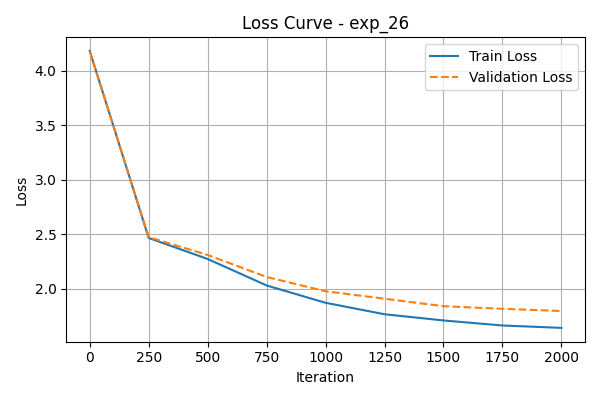 Loss Curve - exp_26
Train Loss
Validation Loss
4.0
3.5
3.0
2.5
2.0
Loss
0 250 500 750 1000 1250 1500 1750 2000
Iteration